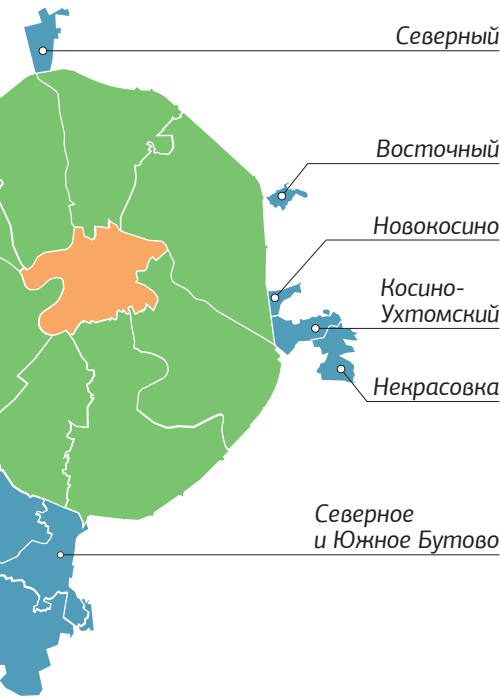 Северный
Восточный
Новокосино
Косино-
Ухтомский
Некрасовка
Северное
и Южное Бутово